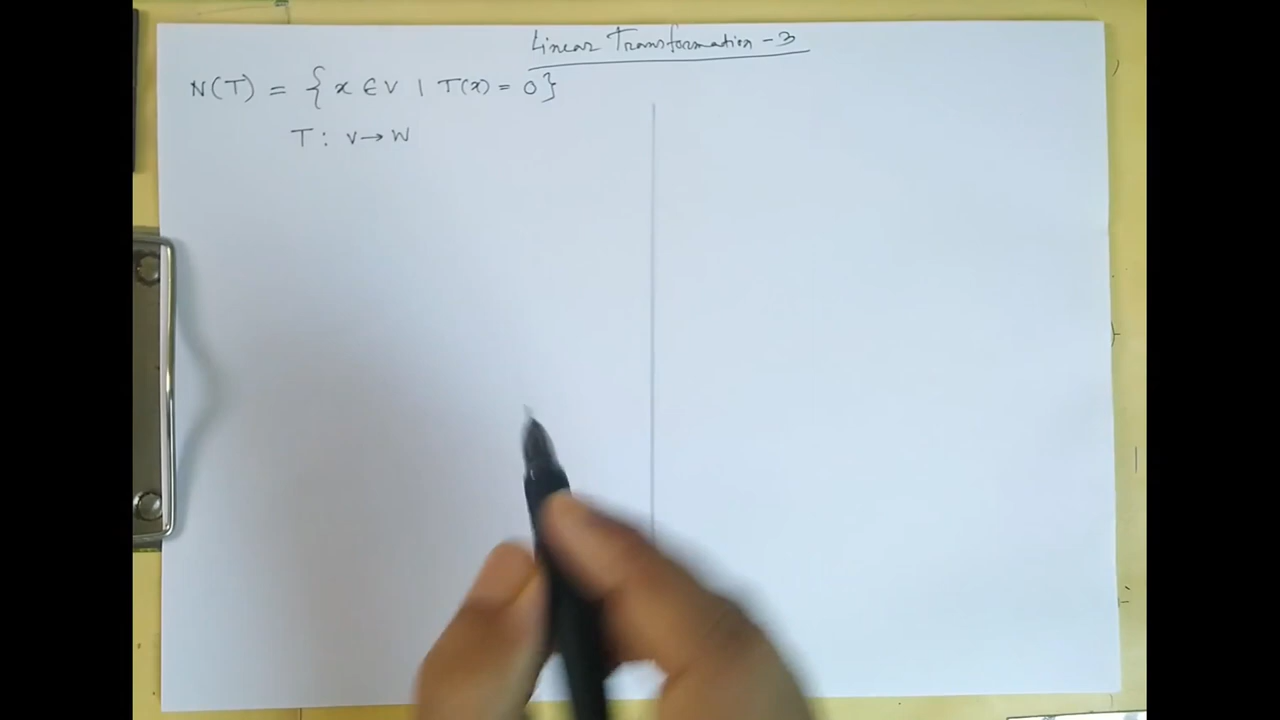 Linear Transformation - 3
N(T) = { x ∈ V | T(x) = 0 }
T : V → W